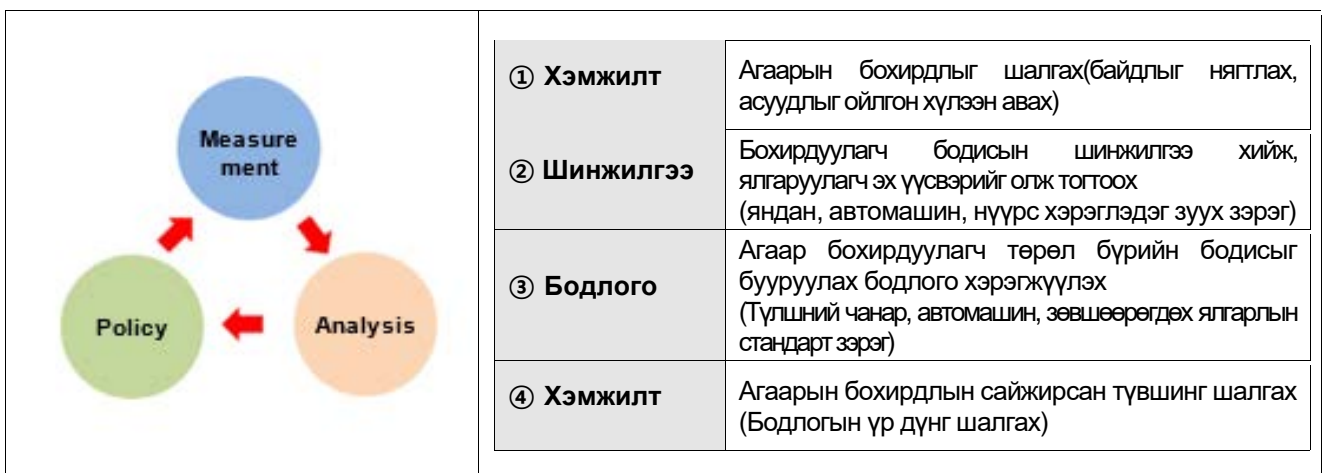 Measure
ment
Policy
Analysis
① Хэмжилт
Агаарын бохирдлыг шалгах(байдлыг нягтлах,
асуудлыг ойлгон хүлээн авах)
② Шинжилгээ
Бохирдуулагч бодисын шинжилгээ хийж,
ялгаруулагч эх үүсвэрийг олж тогтоох
(яндан, автомашин, нүүрс хэрэглэдэг зуух зэрэг)
③ Бодлого
Агаар бохирдуулагч төрөл бүрийн бодисыг
бууруулах бодлого хэрэгжүүлэх
(Түлшний чанар, автомашин, зөвшөөрөгдөх ялгарлын
стандарт зэрэг)
④ Хэмжилт
Агаарын бохирдлын сайжирсан түвшинг шалгах
(Бодлогын үр дүнг шалгах)